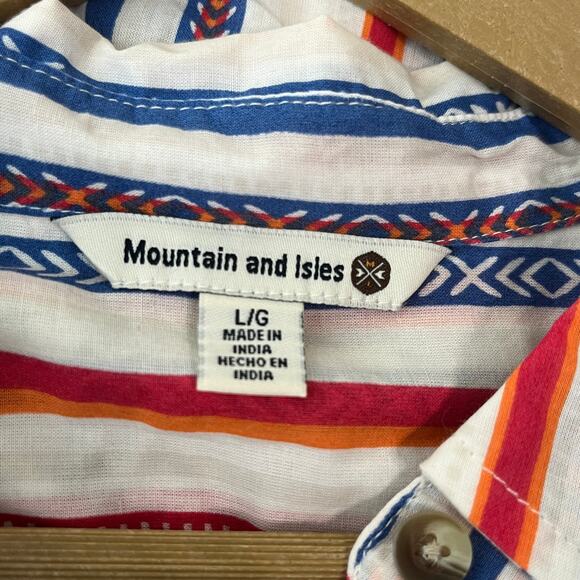 Mountain and Isles
M
I
L/G
MADE IN
INDIA
HECHO EN
INDIA